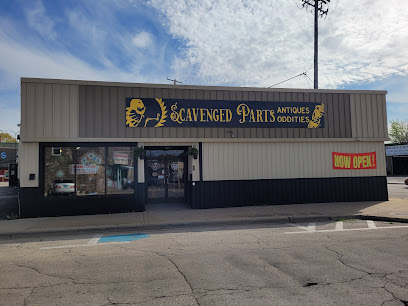 SCAVENGED PARTS
ANTIQUES
ODDITIES
NOW OPEN!